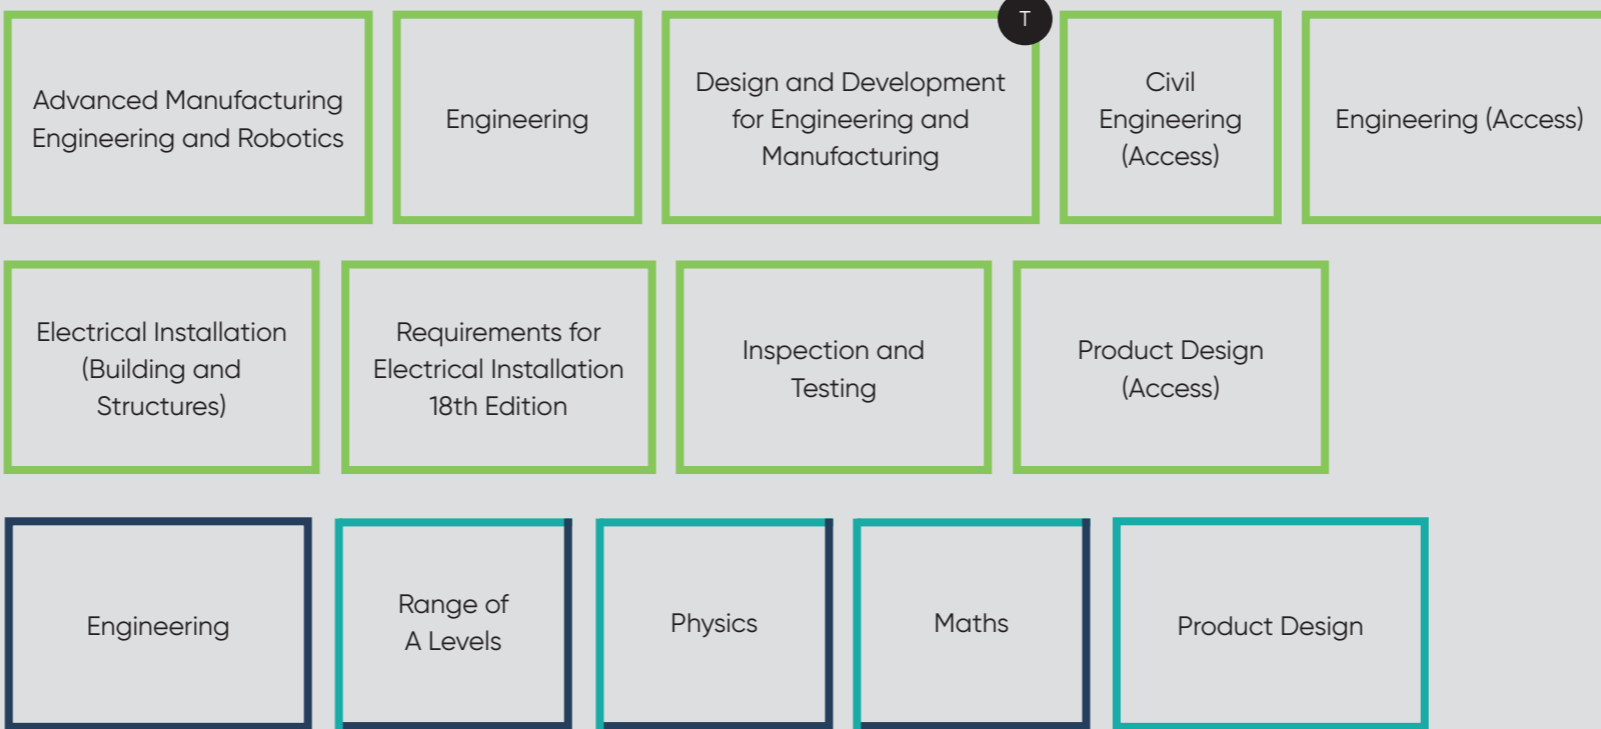 T
Advanced Manufacturing
Engineering and Robotics
Engineering
Design and Development
for Engineering and
Manufacturing
Civil
Engineering
(Access)
Engineering (Access)
Electrical Installation
(Building and
Structures)
Requirements for
Electrical Installation
18th Edition
Inspection and
Testing
Product Design
(Access)
Engineering
Range of
A Levels
Physics
Maths
Product Design